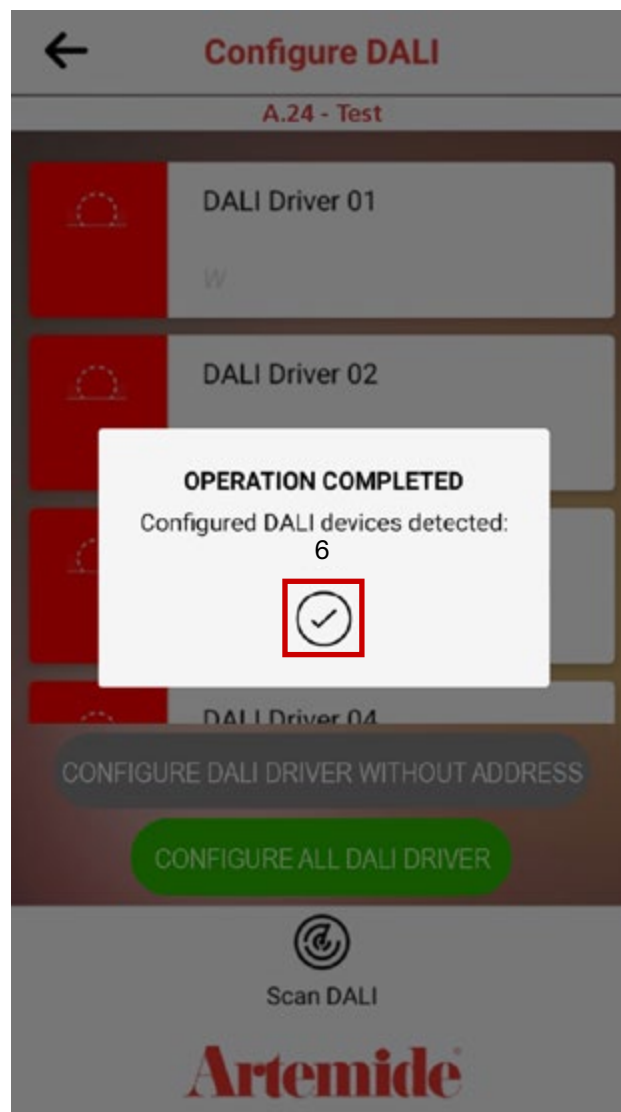 Configure DALI
A.24 - Test
DALI Driver 01
W
DALI Driver 02
OPERATION COMPLETED
Configured DALI devices detected:
6
DALI Driver 04
CONFIGURE DALI DRIVER WITHOUT ADDRESS
CONFIGURE ALL DALI DRIVER
Scan DALI
Artemide